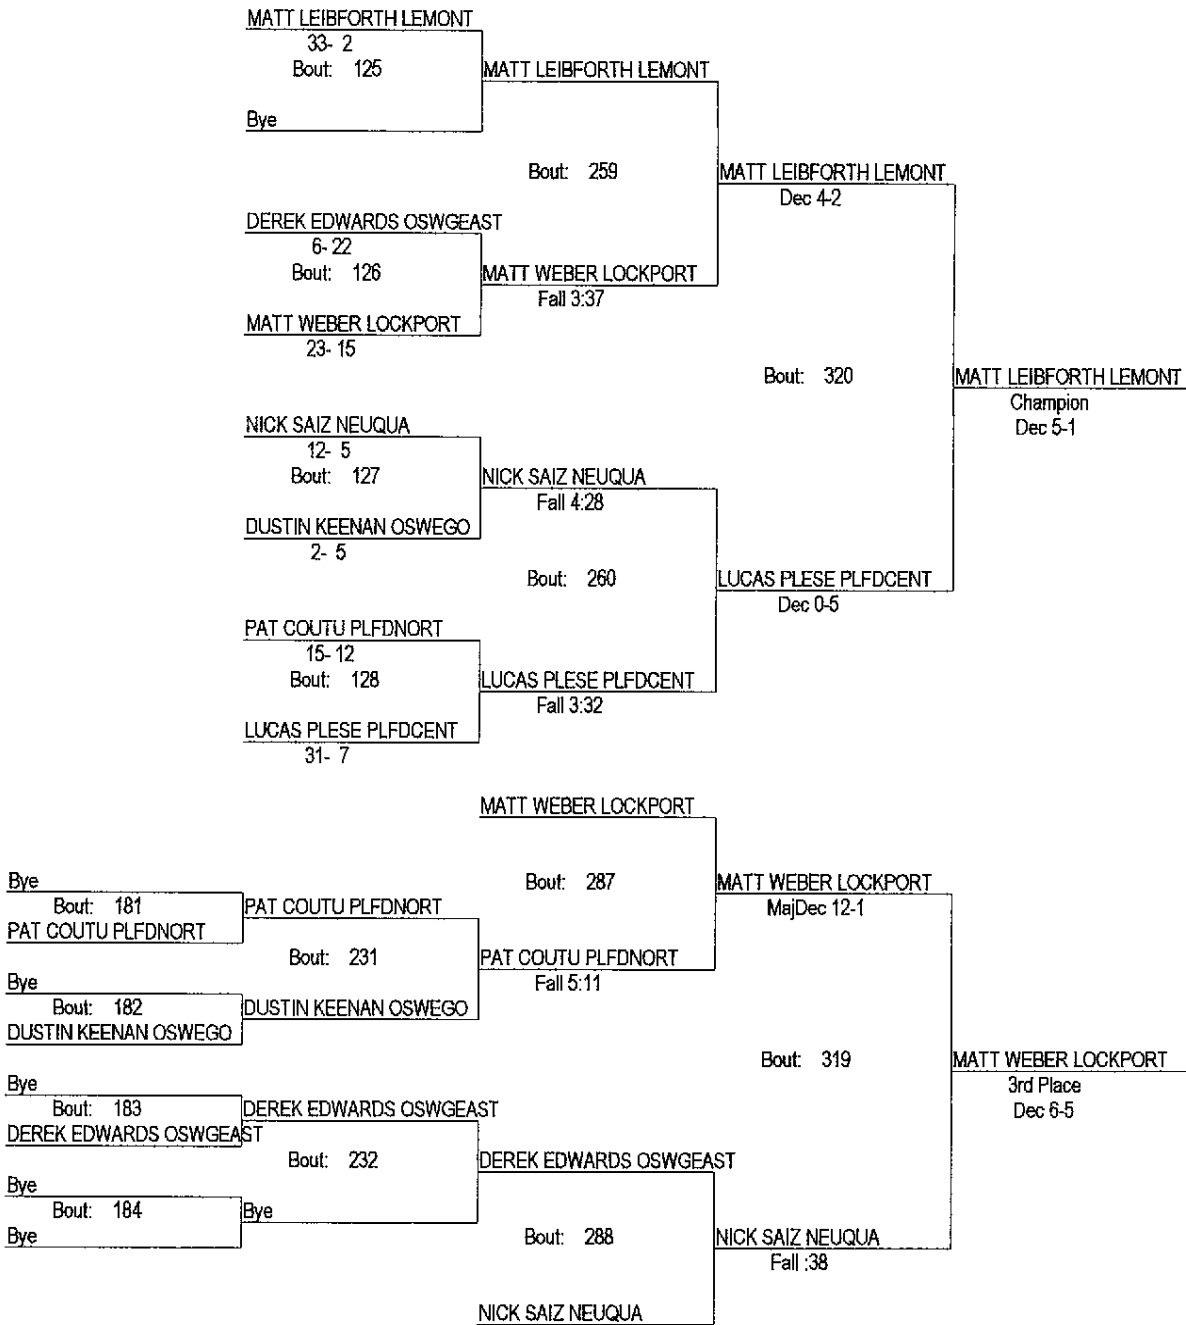 MATT LEIBFORTH LEMONT
33- 2
Bout: 125
MATT LEIBFORTH LEMONT
Bye
Bout: 259
MATT LEIBFORTH LEMONT
Dec 4-2
DEREK EDWARDS OSWGEAST
6- 22
Bout: 126
MATT WEBER LOCKPORT
Fall 3:37
MATT WEBER LOCKPORT
23- 15
Bout: 320
MATT LEIBFORTH LEMONT
Champion
Dec 5-1
NICK SAIZ NEUQUA
12- 5
Bout: 127
NICK SAIZ NEUQUA
Fall 4:28
DUSTIN KEENAN OSWEGO
2- 5
Bout: 260
LUCAS PLESE PLFDCENT
Dec 0-5
PAT COUTU PLFDNORT
15- 12
Bout: 128
LUCAS PLESE PLFDCENT
Fall 3:32
LUCAS PLESE PLFDCENT
31- 7
MATT WEBER LOCKPORT
Bout: 287
MATT WEBER LOCKPORT
MajDec 12-1
Bye
Bout: 181
PAT COUTU PLFDNORT
PAT COUTU PLFDNORT
Bout: 231
PAT COUTU PLFDNORT
Fall 5:11
Bye
Bout: 182
DUSTIN KEENAN OSWEGO
DUSTIN KEENAN OSWEGO
Bout: 319
MATT WEBER LOCKPORT
3rd Place
Dec 6-5
Bye
Bout: 183
DEREK EDWARDS OSWGEAST
DEREK EDWARDS OSWGEAST
Bout: 232
DEREK EDWARDS OSWGEAST
Bye
Bout: 184
Bye
Bye
Bout: 288
NICK SAIZ NEUQUA
Fall :38
NICK SAIZ NEUQUA